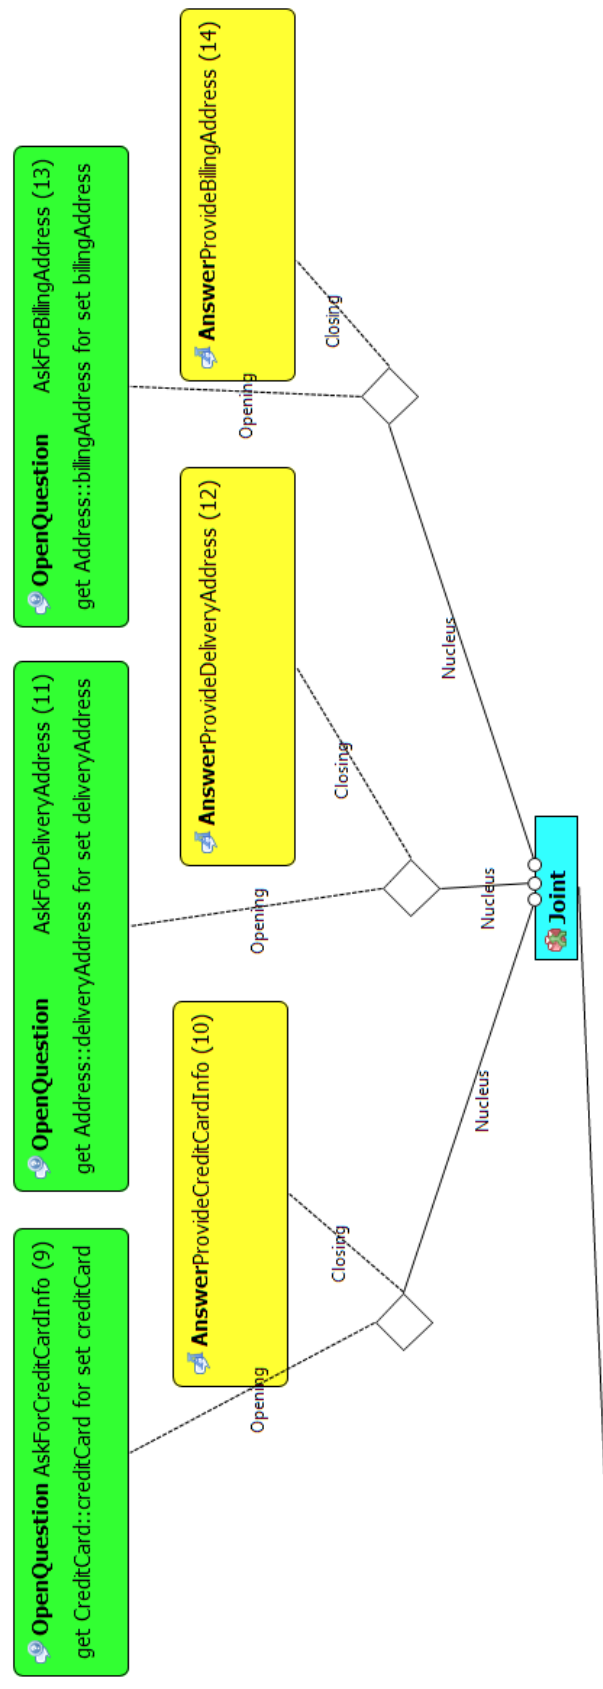 OpenQuestion AskForCreditCardInfo (9)
get CreditCard::creditCard for set creditCard
OpenQuestion AskForDeliveryAddress (11)
get Address::deliveryAddress for set deliveryAddress
OpenQuestion AskForBillingAddress (13)
get Address::billingAddress for set billingAddress
AnswerProvideCreditCardInfo (10)
AnswerProvideDeliveryAddress (12)
AnswerProvideBillingAddress (14)
Opening
Closing
Opening
Closing
Opening
Closing
Nucleus
Nucleus
Nucleus
Joint